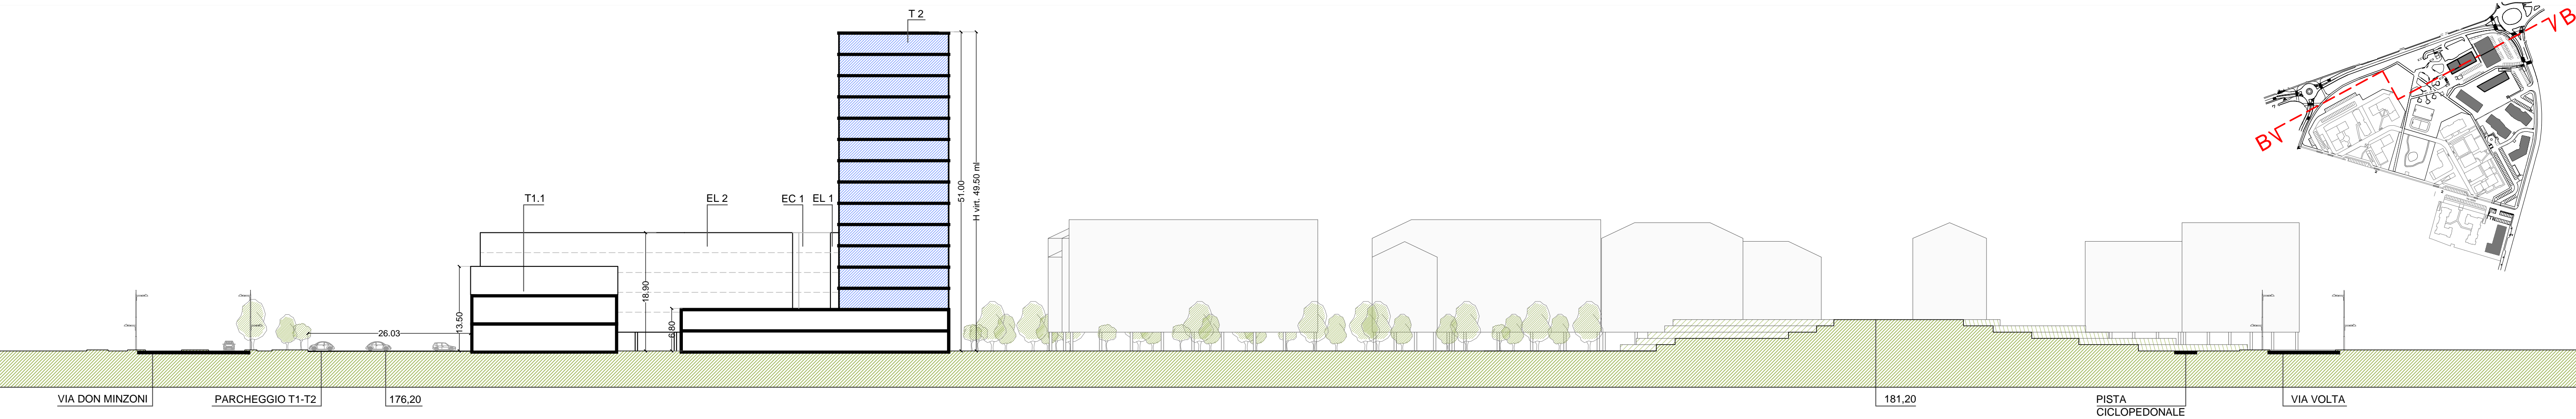 T 2
B
B
51.00
H virt. 49.50 ml
T1.1
EL 2
EC 1
EL 1
18.90
13.50
6.80
26.03
VIA DON MINZONI
PARCHEGGIO T1-T2
176,20
181,20
PISTA
CICLOPEDONALE
VIA VOLTA